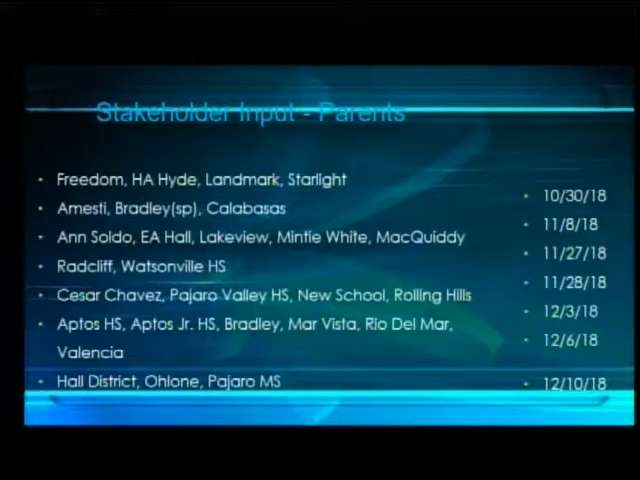 Stakeholder Input - Parents
Freedom, HA Hyde, Landmark, Starlight
10/30/18
Amesti, Bradley(sp), Calabasas
11/8/18
Ann Soldo, EA Hall, Lakeview, Mintie White, MacQuiddy
11/27/18
Radcliff, Watsonville HS
11/28/18
Cesar Chavez, Pajaro Valley HS, New School, Rolling Hills
12/3/18
Aptos HS, Aptos Jr. HS, Bradley, Mar Vista, Rio Del Mar,
12/6/18
Valencia
Hall District, Ohlone, Pajaro MS
12/10/18